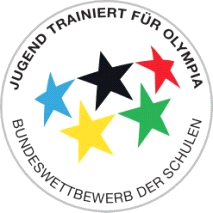 JUGEND TRAINIERT FÜR OLYMPIA
BUNDESWETTBEWERB DER SCHULEN